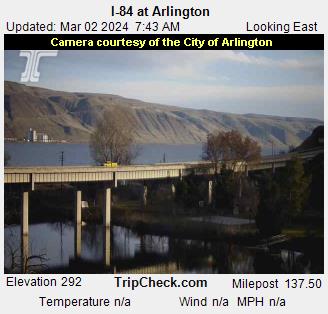 I-84 at Arlington
Updated: Mar 02 2024 7:43 AM Looking East
Camera courtesy of the City of Arlington
Elevation 292 TripCheck.com Milepost 137.50
Temperature n/a Wind n/a MPH n/a